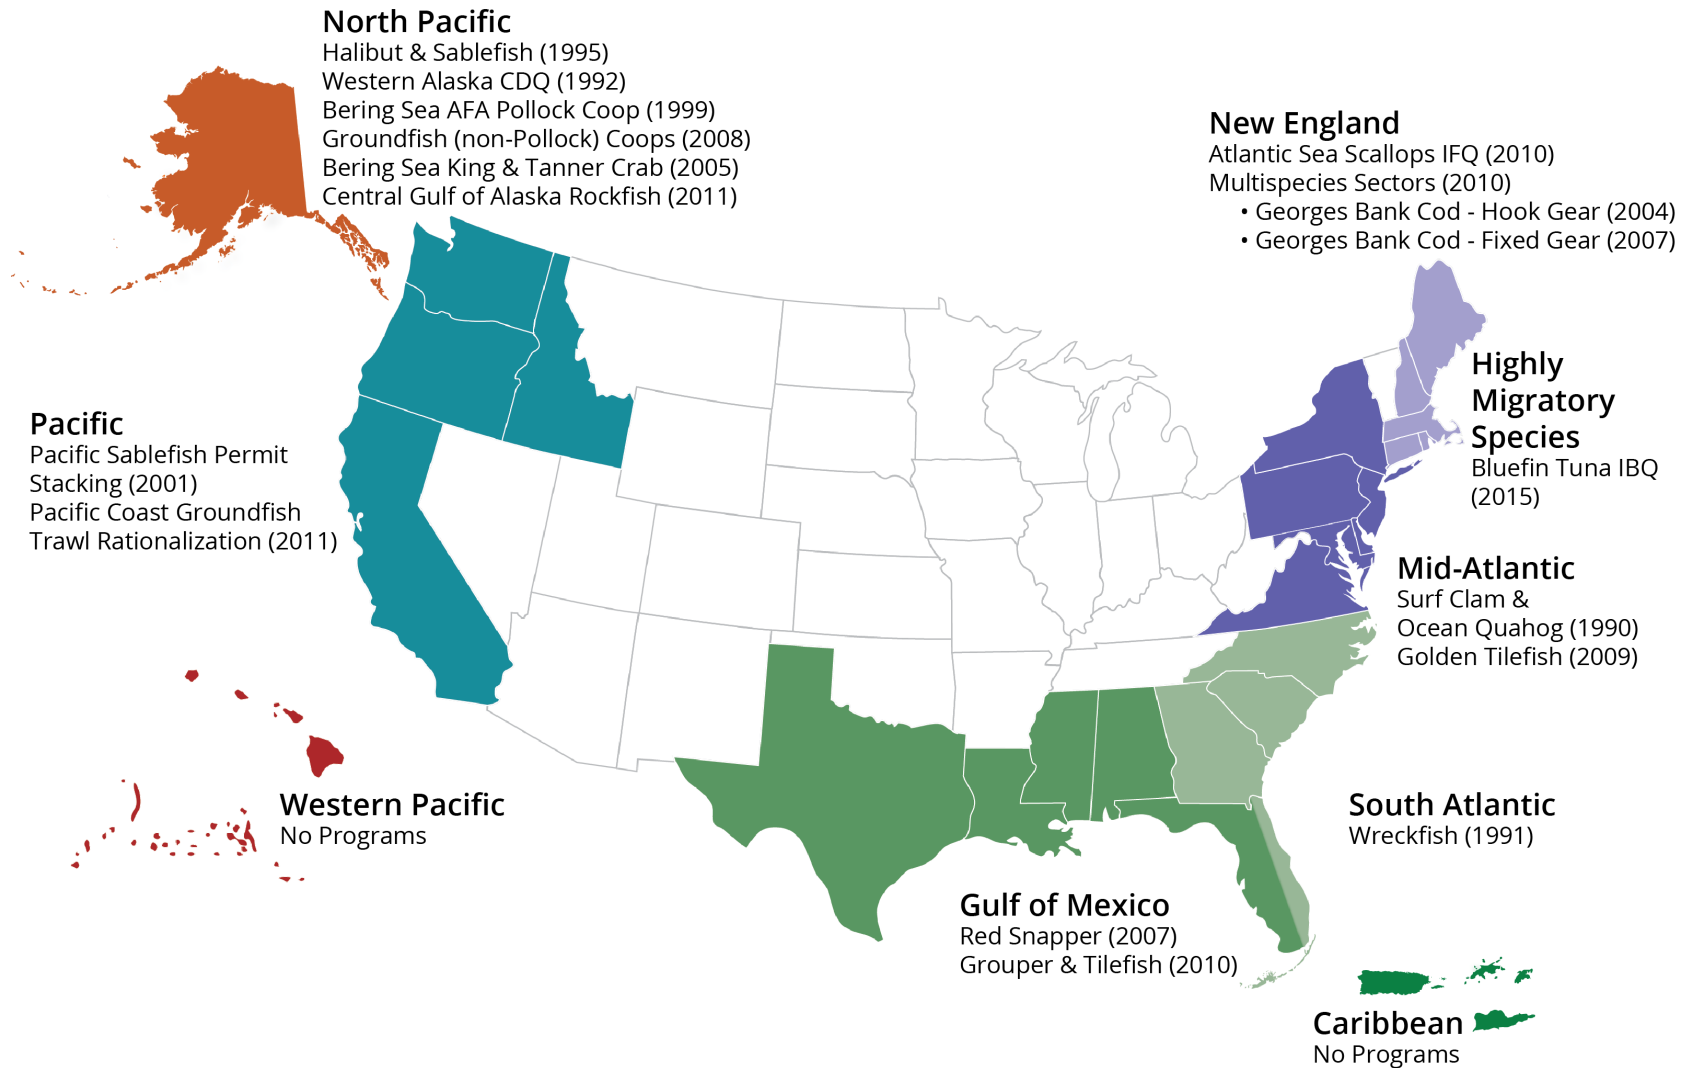 North Pacific
Halibut & Sablefish (1995)
Western Alaska CDQ (1992)
Bering Sea AFA Pollock Coop (1999)
Groundfish (non-Pollock) Coops (2008)
Bering Sea King & Tanner Crab (2005)
Central Gulf of Alaska Rockfish (2011)
New England
Atlantic Sea Scallops IFQ (2010)
Multispecies Sectors (2010)
• Georges Bank Cod - Hook Gear (2004)
• Georges Bank Cod - Fixed Gear (2007)
Highly
Migratory
Species
Bluefin Tuna IBQ
(2015)
Pacific
Pacific Sablefish Permit
Stacking (2001)
Pacific Coast Groundfish
Trawl Rationalization (2011)
Mid-Atlantic
Surf Clam &
Ocean Quahog (1990)
Golden Tilefish (2009)
Western Pacific
No Programs
South Atlantic
Wreckfish (1991)
Gulf of Mexico
Red Snapper (2007)
Grouper & Tilefish (2010)
Caribbean
No Programs